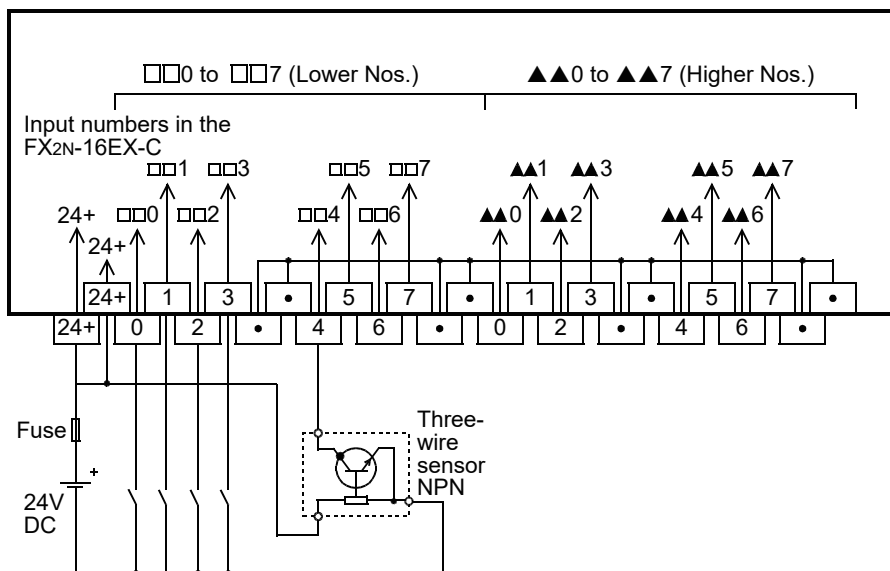 □□0 to □□7 (Lower Nos.) ▲▲0 to ▲▲7 (Higher Nos.)
Input numbers in the
FX2N-16EX-C
□□1 □□3 □□5 □□7 ▲▲1 ▲▲3 ▲▲5 ▲▲7
24+ □□0 □□2 □□4 □□6 ▲▲0 ▲▲2 ▲▲4 ▲▲6
24+
24+ 1 3 • 5 7 • 1 3 • 5 7 •
24+ 0 2 • 4 6 • 0 2 • 4 6 •
Fuse
Three-
wire
sensor
NPN
+
24V
DC